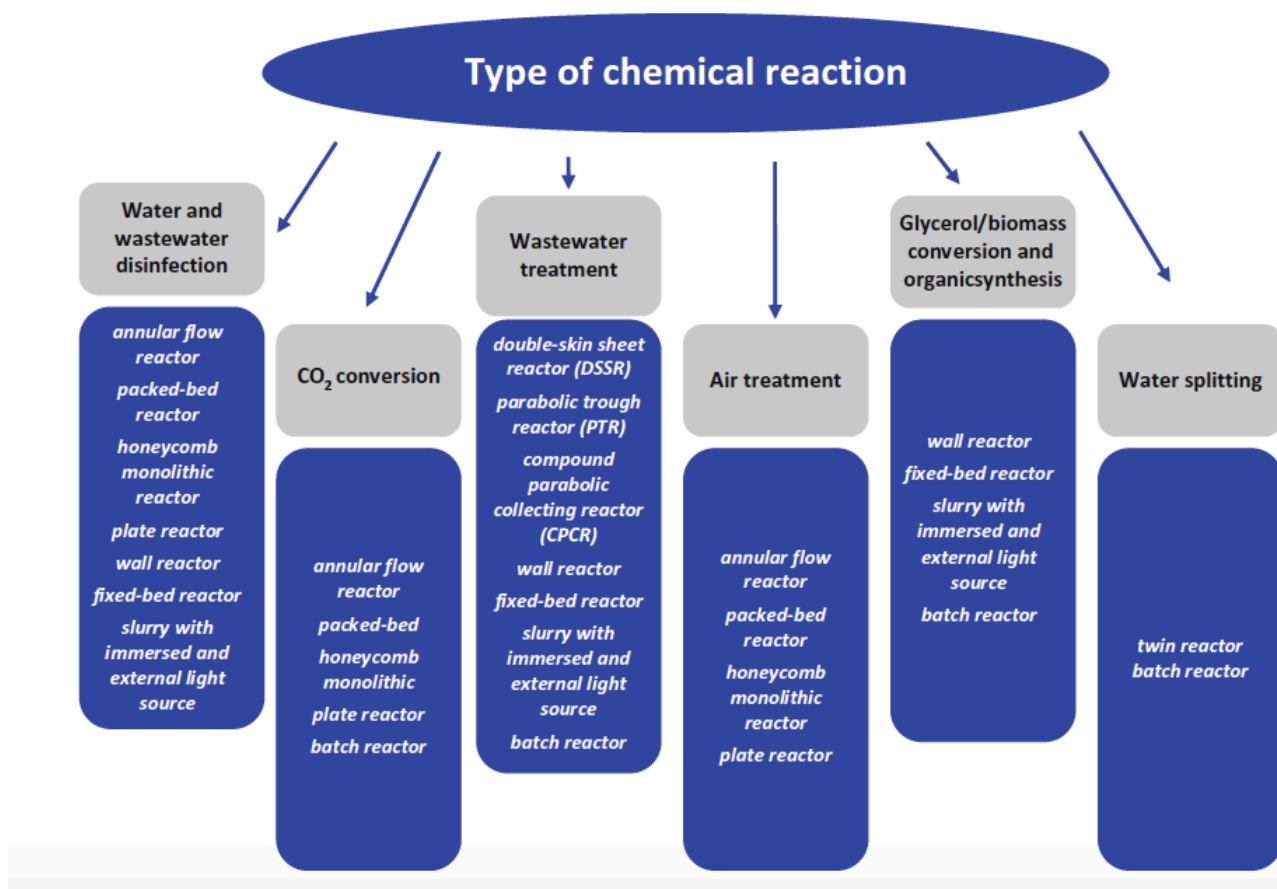 Type of chemical reaction
Water and
wastewater
disinfection
annular flow
reactor
packed-bed
reactor
honeycomb
monolithic
reactor
plate reactor
wall reactor
fixed-bed reactor
slurry with
immersed and
external light
source
CO₂ conversion
annular flow
reactor
packed-bed
honeycomb
monolithic
plate reactor
batch reactor
Wastewater
treatment
double-skin sheet
reactor (DSSR)
parabolic trough
reactor (PTR)
compound
parabolic
collecting reactor
(CPCR)
wall reactor
fixed-bed reactor
slurry with
immersed and
external light
source
batch reactor
Air treatment
annular flow
reactor
packed-bed
reactor
honeycomb
monolithic
reactor
plate reactor
Glycerol/biomass
conversion and
organicsynthesis
wall reactor
fixed-bed reactor
slurry with
immersed and
external light
source
batch reactor
Water splitting
twin reactor
batch reactor